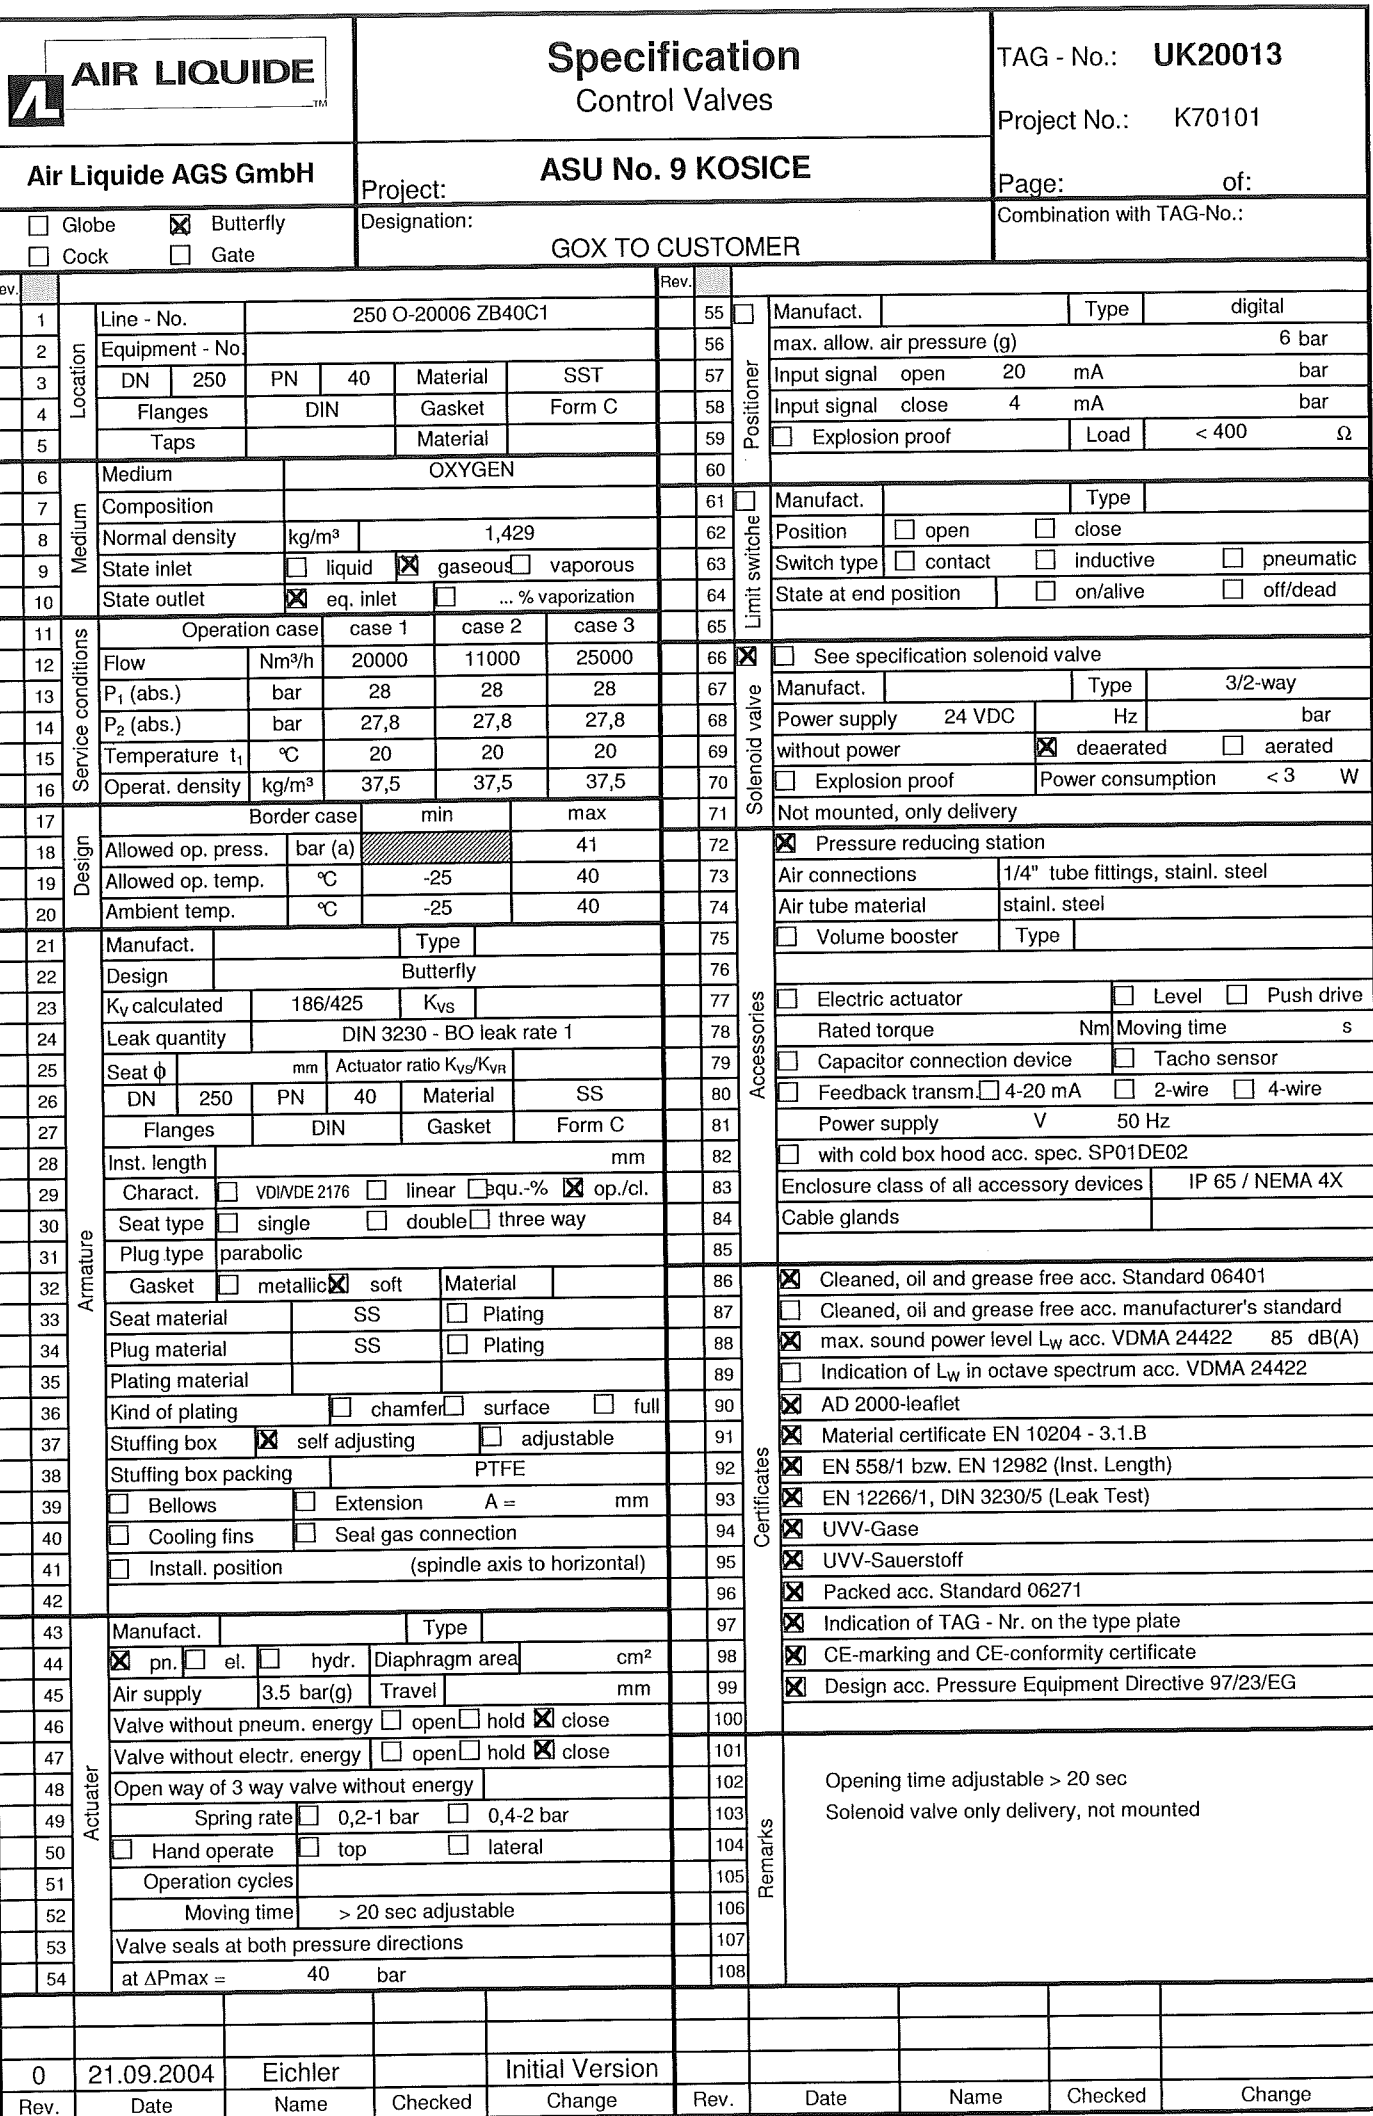 AIR LIQUIDE
TM
Air Liquide AGS GmbH
Specification
Control Valves
Project: ASU No. 9 KOSICE
TAG - No.: UK20013
Project No.: K70101
Page: of:
Globe Butterfly
Cock Gate
Designation:
GOX TO CUSTOMER
Combination with TAG-No.:
ev.
Location
1 Line - No. 250 O-20006 ZB40C1
2 Equipment - No.
3 DN 250 PN 40 Material SST
4 Flanges DIN Gasket Form C
5 Taps Material
Medium
6 Medium OXYGEN
7 Composition
8 Normal density kg/m³ 1,429
9 State inlet liquid gaseous vaporous
10 State outlet eq. inlet ... % vaporization
Service conditions
11 Operation case case 1 case 2 case 3
12 Flow Nm³/h 20000 11000 25000
13 P1 (abs.) bar 28 28 28
14 P2 (abs.) bar 27,8 27,8 27,8
15 Temperature t1 °C 20 20 20
16 Operat. density kg/m³ 37,5 37,5 37,5
Design
17 Border case min max
18 Allowed op. press. bar (a) 41
19 Allowed op. temp. °C -25 40
20 Ambient temp. °C -25 40
Armature
21 Manufact. Type
22 Design Butterfly
23 KV calculated 186/425 KVS
24 Leak quantity DIN 3230 - BO leak rate 1
25 Seat ϕ mm Actuator ratio KVS/KVR
26 DN 250 PN 40 Material SS
27 Flanges DIN Gasket Form C
28 Inst. length mm
29 Charact. VDI/VDE 2176 linear equ.-% op./cl.
30 Seat type single double three way
31 Plug type parabolic
32 Gasket metallic soft Material
33 Seat material SS Plating
34 Plug material SS Plating
35 Plating material
36 Kind of plating chamfer surface full
37 Stuffing box self adjusting adjustable
38 Stuffing box packing PTFE
39 Bellows Extension A = mm
40 Cooling fins Seal gas connection
41 Install. position (spindle axis to horizontal)
42
Actuater
43 Manufact. Type
44 pn. el. hydr. Diaphragm area cm²
45 Air supply 3.5 bar(g) Travel mm
46 Valve without pneum. energy open hold close
47 Valve without electr. energy open hold close
48 Open way of 3 way valve without energy
49 Spring rate 0,2-1 bar 0,4-2 bar
50 Hand operate top lateral
51 Operation cycles
52 Moving time > 20 sec adjustable
53 Valve seals at both pressure directions
54 at ΔPmax = 40 bar
Rev.
Positioner
55 Manufact. Type digital
56 max. allow. air pressure (g) 6 bar
57 Input signal open 20 mA bar
58 Input signal close 4 mA bar
59 Explosion proof Load < 400 Ω
60
Limit switche
61 Manufact. Type
62 Position open close
63 Switch type contact inductive pneumatic
64 State at end position on/alive off/dead
65
Solenoid valve
66 See specification solenoid valve
67 Manufact. Type 3/2-way
68 Power supply 24 VDC Hz bar
69 without power deaerated aerated
70 Explosion proof Power consumption < 3 W
71 Not mounted, only delivery
Accessories
72 Pressure reducing station
73 Air connections 1/4" tube fittings, stainl. steel
74 Air tube material stainl. steel
75 Volume booster Type
76
77 Electric actuator Level Push drive
78 Rated torque Nm Moving time s
79 Capacitor connection device Tacho sensor
80 Feedback transm. 4-20 mA 2-wire 4-wire
81 Power supply V 50 Hz
82 with cold box hood acc. spec. SP01DE02
83 Enclosure class of all accessory devices IP 65 / NEMA 4X
84 Cable glands
85
Certificates
86 Cleaned, oil and grease free acc. Standard 06401
87 Cleaned, oil and grease free acc. manufacturer's standard
88 max. sound power level LW acc. VDMA 24422 85 dB(A)
89 Indication of LW in octave spectrum acc. VDMA 24422
90 AD 2000-leaflet
91 Material certificate EN 10204 - 3.1.B
92 EN 558/1 bzw. EN 12982 (Inst. Length)
93 EN 12266/1, DIN 3230/5 (Leak Test)
94 UVV-Gase
95 UVV-Sauerstoff
96 Packed acc. Standard 06271
97 Indication of TAG - Nr. on the type plate
98 CE-marking and CE-conformity certificate
99 Design acc. Pressure Equipment Directive 97/23/EG
100
Remarks
101
102 Opening time adjustable > 20 sec
103 Solenoid valve only delivery, not mounted
104
105
106
107
108
0 21.09.2004 Eichler Initial Version
Rev. Date Name Checked Change Rev. Date Name Checked Change